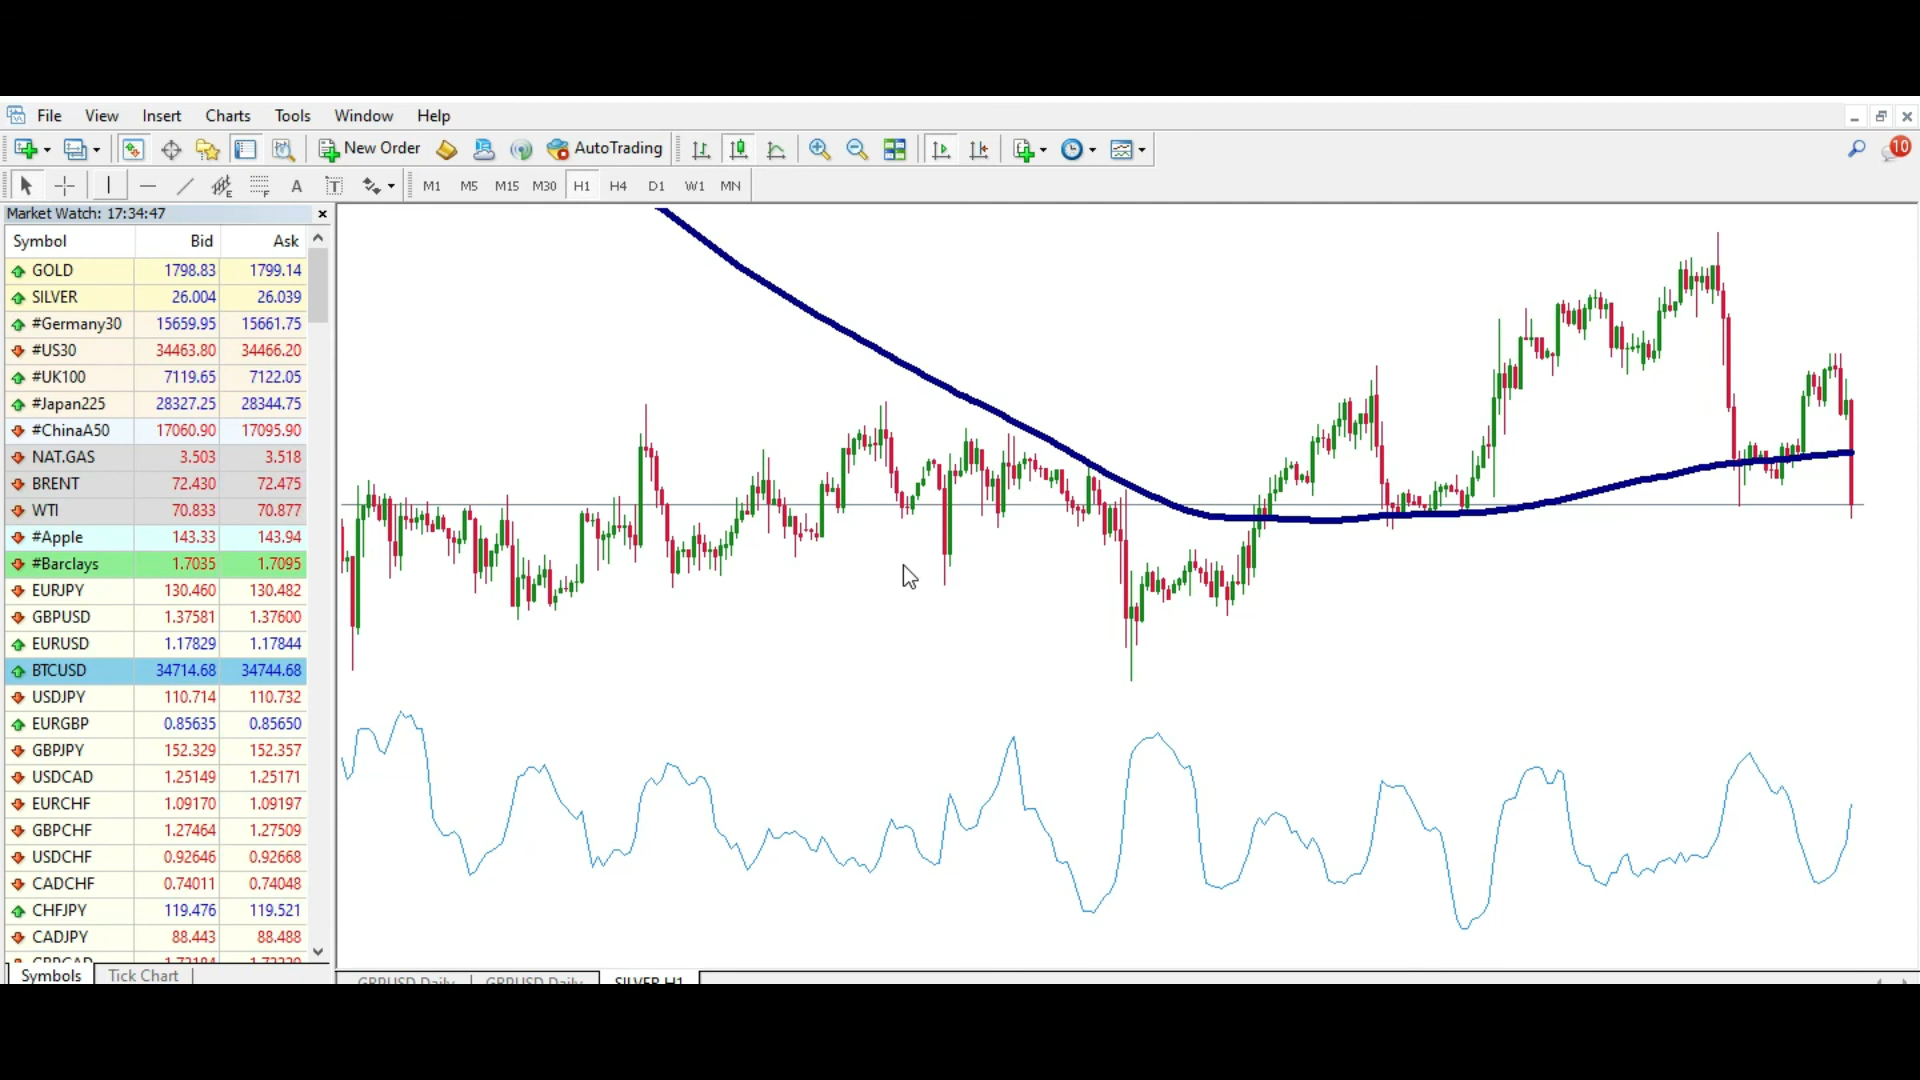 File View Insert Charts Tools Window Help
New Order AutoTrading 10
E F A T M1 M5 M15 M30 H1 H4 D1 W1 MN
Market Watch: 17:34:47
Symbol Bid Ask
GOLD 1798.83 1799.14
SILVER 26.004 26.039
#Germany30 15659.95 15661.75
#US30 34463.80 34466.20
#UK100 7119.65 7122.05
#Japan225 28327.25 28344.75
#ChinaA50 17060.90 17095.90
NAT.GAS 3.503 3.518
BRENT 72.430 72.475
WTI 70.833 70.877
#Apple 143.33 143.94
#Barclays 1.7035 1.7095
EURJPY 130.460 130.482
GBPUSD 1.37581 1.37600
EURUSD 1.17829 1.17844
BTCUSD 34714.68 34744.68
USDJPY 110.714 110.732
EURGBP 0.85635 0.85650
GBPJPY 152.329 152.357
USDCAD 1.25149 1.25171
EURCHF 1.09170 1.09197
GBPCHF 1.27464 1.27509
USDCHF 0.92646 0.92668
CADCHF 0.74011 0.74048
CHFJPY 119.476 119.521
CADJPY 88.443 88.488
Symbols Tick Chart
GBPUSD Daily GBPUSD Daily SILVER H1